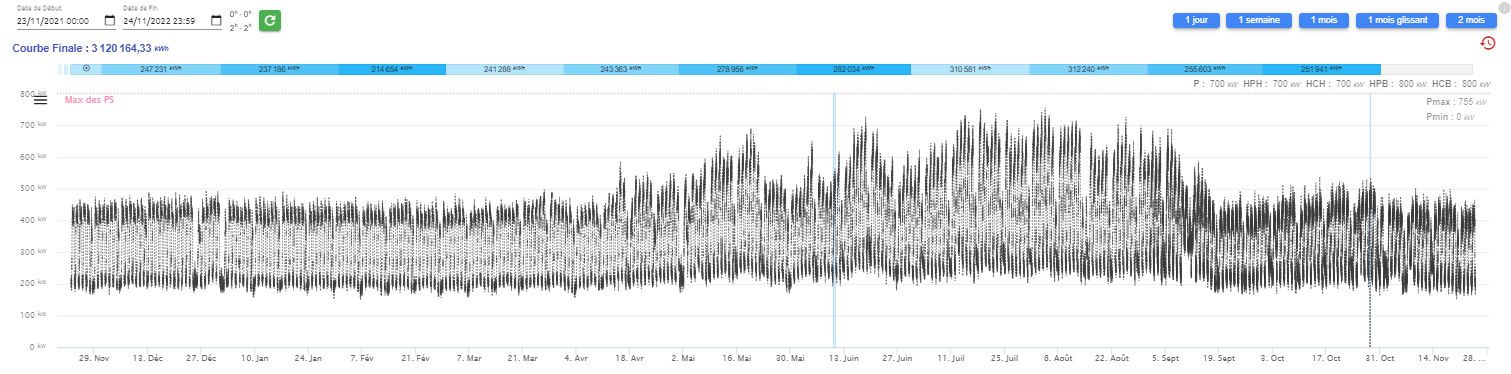 Date de Début
23/11/2021 00:00
Date de Fin
24/11/2022 23:59
0h - 0h
2h - 2h
1 jour
1 semaine
1 mois
1 mois glissant
2 mois
Courbe Finale : 3 120 164,33 kWh
247 231 kWh
237 186 kWh
214 654 kWh
241 288 kWh
243 363 kWh
278 956 kWh
282 034 kWh
310 581 kWh
312 240 kWh
255 603 kWh
251 941 kWh
P : 700 kW HPH : 700 kW HCH : 700 kW HPB : 800 kW HCB : 800 kW
Max des PS
Pmax : 755 kW
Pmin : 0 kW
800 kW
700 kW
600 kW
500 kW
400 kW
300 kW
200 kW
100 kW
0 kW
29. Nov
13. Déc
27. Déc
10. Jan
24. Jan
7. Fév
21. Fév
7. Mar
21. Mar
4. Avr
18. Avr
2. Mai
16. Mai
30. Mai
13. Juin
27. Juin
11. Juil
25. Juil
8. Août
22. Août
5. Sept
19. Sept
3. Oct
17. Oct
31. Oct
14. Nov
28. ...